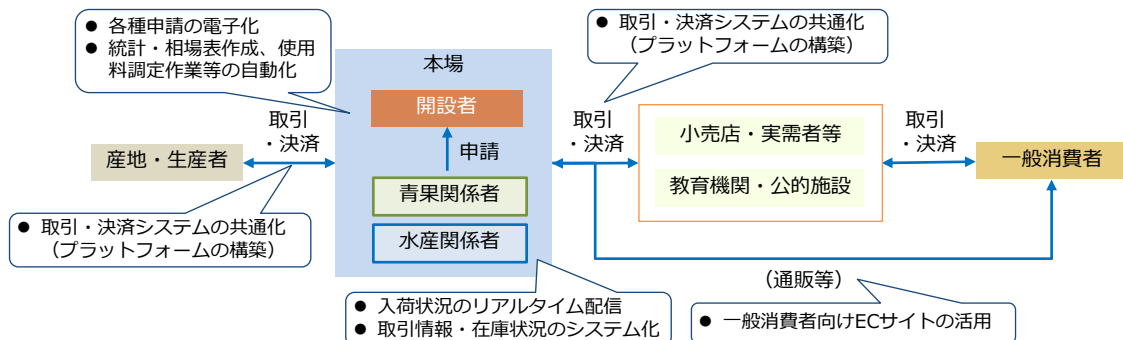 ● 各種申請の電子化
● 統計・相場表作成、使用
料調定作業等の自動化
● 取引・決済システムの共通化
（プラットフォームの構築）
本場
開設者
申請
青果関係者
水産関係者
取引
・決済
産地・生産者
取引
・決済
小売店・実需者等
教育機関・公的施設
取引
・決済
一般消費者
● 取引・決済システムの共通化
（プラットフォームの構築）
（通販等）
● 入荷状況のリアルタイム配信
● 取引情報・在庫状況のシステム化
● 一般消費者向けECサイトの活用